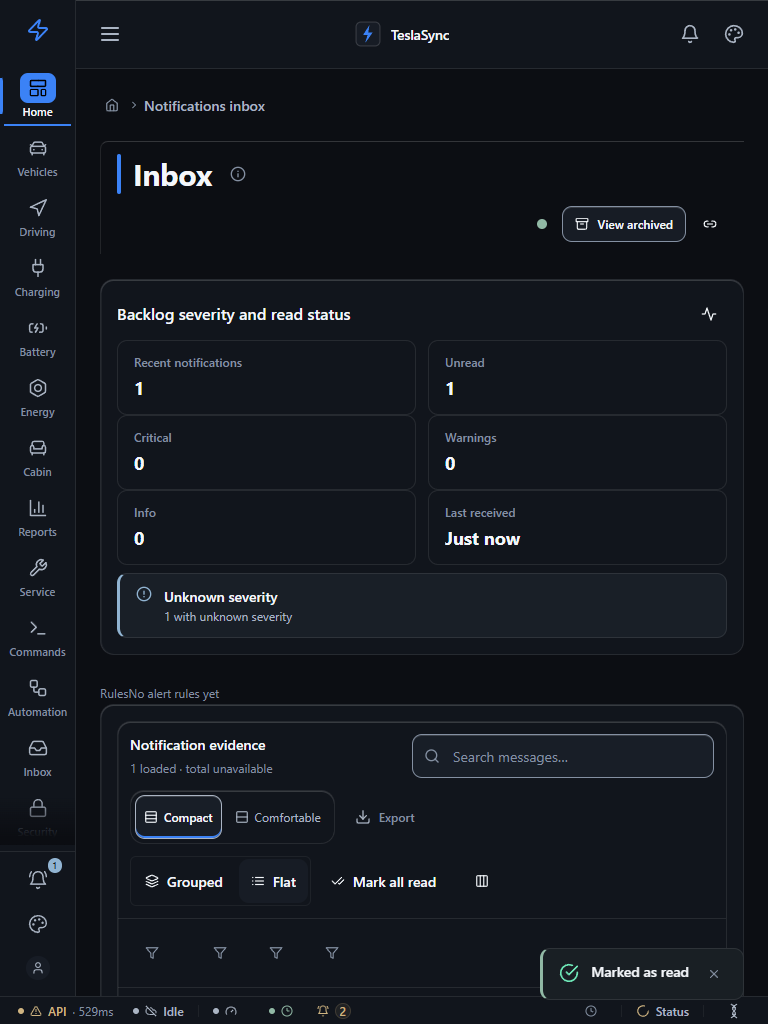 TeslaSync
Home
Vehicles
Driving
Charging
Battery
Energy
Cabin
Reports
Service
Commands
Automation
Inbox
Security
1
Notifications inbox
Inbox
View archived
Backlog severity and read status
Recent notifications
1
Unread
1
Critical
0
Warnings
0
Info
0
Last received
Just now
Unknown severity
1 with unknown severity
RulesNo alert rules yet
Notification evidence
1 loaded · total unavailable
Search messages...
Compact
Comfortable
Export
Grouped
Flat
Mark all read
Marked as read
API · 529ms
Idle
2
Status